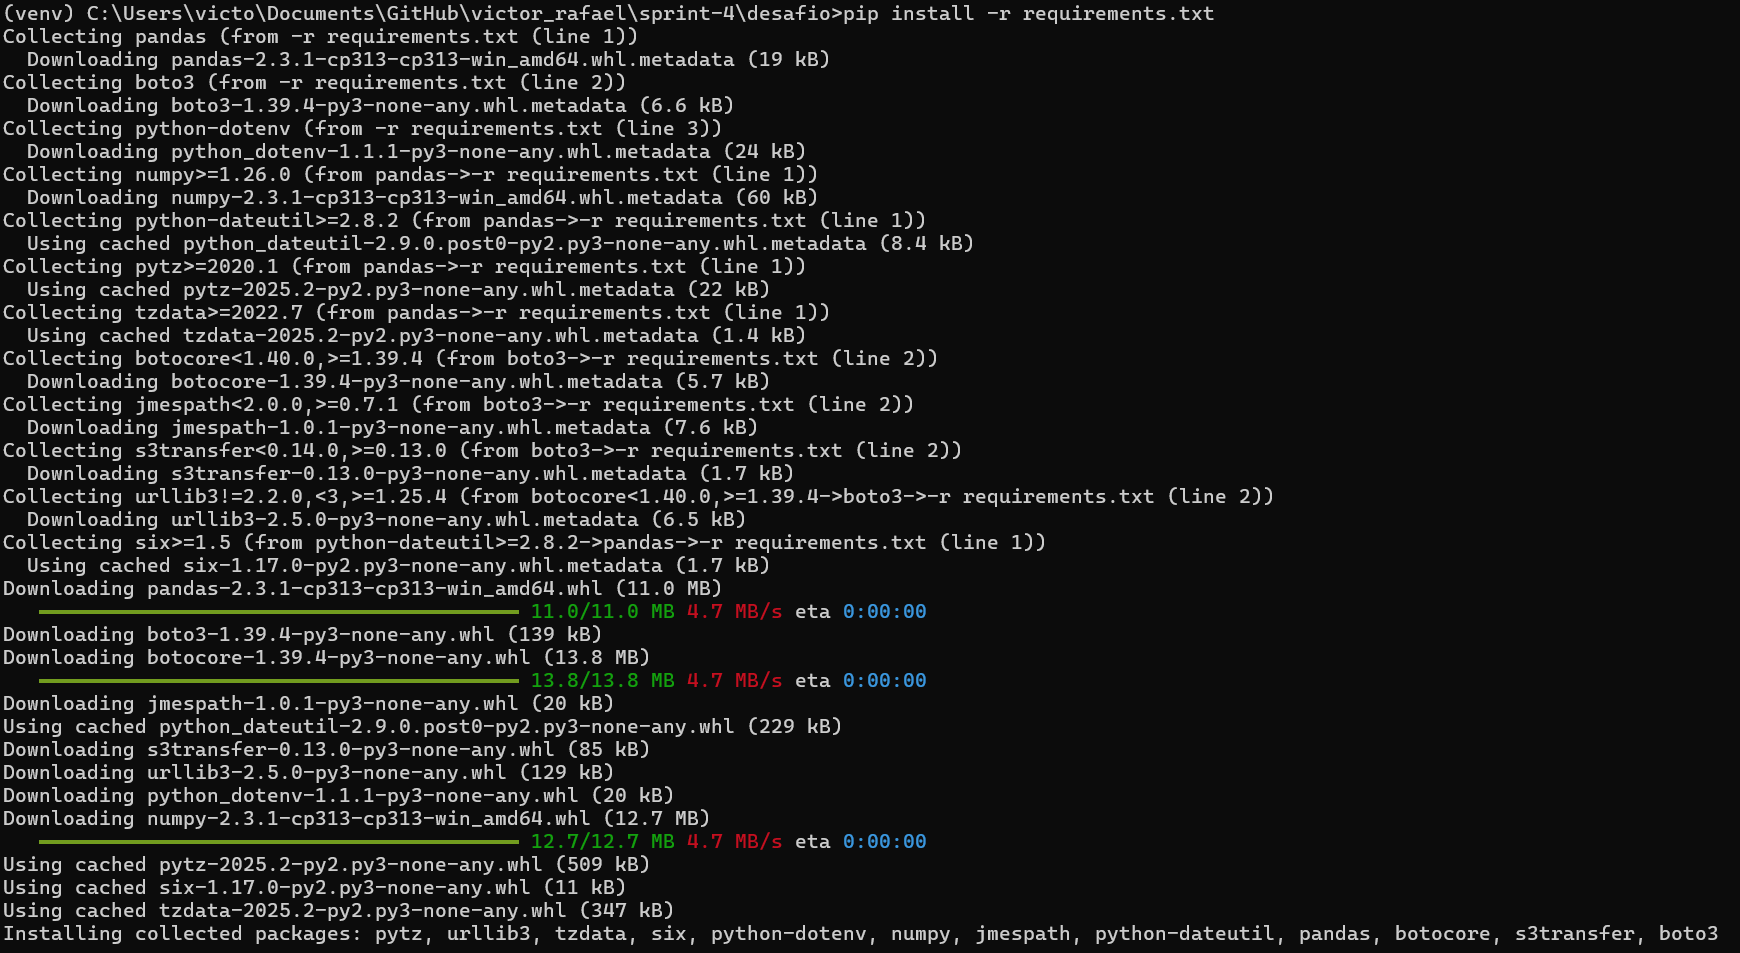 (venv) C:\Users\victo\Documents\GitHub\victor_rafael\sprint-4\desafio>pip install -r requirements.txt
Collecting pandas (from -r requirements.txt (line 1))
  Downloading pandas-2.3.1-cp313-cp313-win_amd64.whl.metadata (19 kB)
Collecting boto3 (from -r requirements.txt (line 2))
  Downloading boto3-1.39.4-py3-none-any.whl.metadata (6.6 kB)
Collecting python-dotenv (from -r requirements.txt (line 3))
  Downloading python_dotenv-1.1.1-py3-none-any.whl.metadata (24 kB)
Collecting numpy>=1.26.0 (from pandas->-r requirements.txt (line 1))
  Downloading numpy-2.3.1-cp313-cp313-win_amd64.whl.metadata (60 kB)
Collecting python-dateutil>=2.8.2 (from pandas->-r requirements.txt (line 1))
  Using cached python_dateutil-2.9.0.post0-py2.py3-none-any.whl.metadata (8.4 kB)
Collecting pytz>=2020.1 (from pandas->-r requirements.txt (line 1))
  Using cached pytz-2025.2-py2.py3-none-any.whl.metadata (22 kB)
Collecting tzdata>=2022.7 (from pandas->-r requirements.txt (line 1))
  Using cached tzdata-2025.2-py2.py3-none-any.whl.metadata (1.4 kB)
Collecting botocore<1.40.0,>=1.39.4 (from boto3->-r requirements.txt (line 2))
  Downloading botocore-1.39.4-py3-none-any.whl.metadata (5.7 kB)
Collecting jmespath<2.0.0,>=0.7.1 (from boto3->-r requirements.txt (line 2))
  Downloading jmespath-1.0.1-py3-none-any.whl.metadata (7.6 kB)
Collecting s3transfer<0.14.0,>=0.13.0 (from boto3->-r requirements.txt (line 2))
  Downloading s3transfer-0.13.0-py3-none-any.whl.metadata (1.7 kB)
Collecting urllib3!=2.2.0,<3,>=1.25.4 (from botocore<1.40.0,>=1.39.4->boto3->-r requirements.txt (line 2))
  Downloading urllib3-2.5.0-py3-none-any.whl.metadata (6.5 kB)
Collecting six>=1.5 (from python-dateutil>=2.8.2->pandas->-r requirements.txt (line 1))
  Using cached six-1.17.0-py2.py3-none-any.whl.metadata (1.7 kB)
Downloading pandas-2.3.1-cp313-cp313-win_amd64.whl (11.0 MB)
11.0/11.0 MB 4.7 MB/s eta 0:00:00
Downloading boto3-1.39.4-py3-none-any.whl (139 kB)
Downloading botocore-1.39.4-py3-none-any.whl (13.8 MB)
13.8/13.8 MB 4.7 MB/s eta 0:00:00
Downloading jmespath-1.0.1-py3-none-any.whl (20 kB)
Using cached python_dateutil-2.9.0.post0-py2.py3-none-any.whl (229 kB)
Downloading s3transfer-0.13.0-py3-none-any.whl (85 kB)
Downloading urllib3-2.5.0-py3-none-any.whl (129 kB)
Downloading python_dotenv-1.1.1-py3-none-any.whl (20 kB)
Downloading numpy-2.3.1-cp313-cp313-win_amd64.whl (12.7 MB)
12.7/12.7 MB 4.7 MB/s eta 0:00:00
Using cached pytz-2025.2-py2.py3-none-any.whl (509 kB)
Using cached six-1.17.0-py2.py3-none-any.whl (11 kB)
Using cached tzdata-2025.2-py2.py3-none-any.whl (347 kB)
Installing collected packages: pytz, urllib3, tzdata, six, python-dotenv, numpy, jmespath, python-dateutil, pandas, botocore, s3transfer, boto3